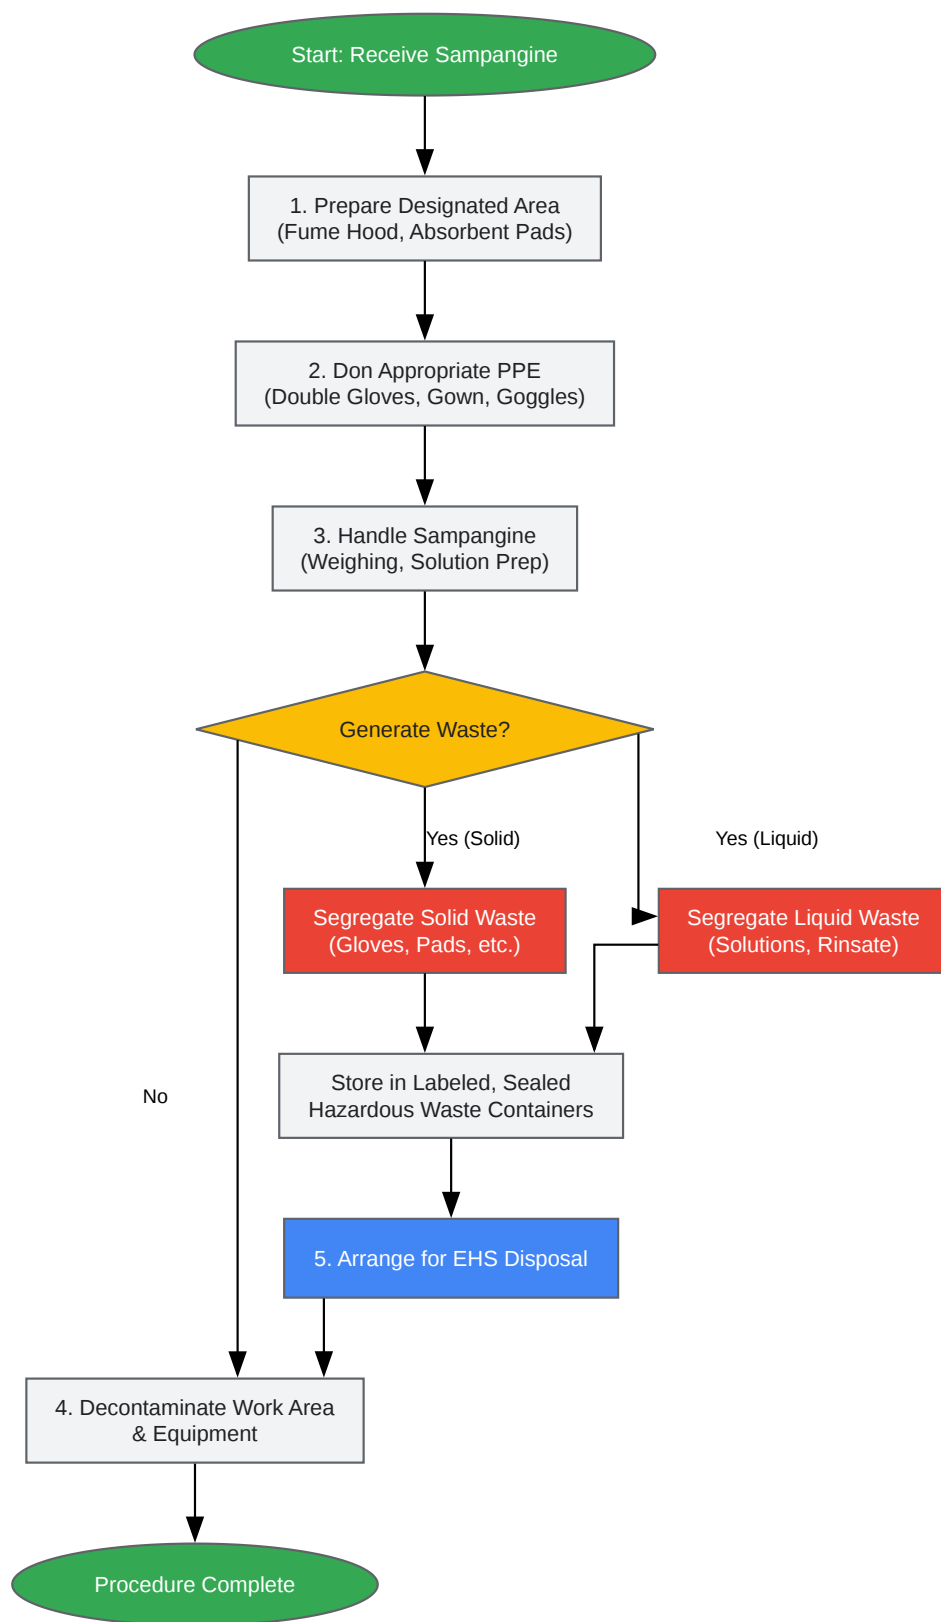 Start: Receive Sampangine
1. Prepare Designated Area
(Fume Hood, Absorbent Pads)
2. Don Appropriate PPE
(Double Gloves, Gown, Goggles)
3. Handle Sampangine
(Weighing, Solution Prep)
Generate Waste?
Yes (Solid)
Yes (Liquid)
Segregate Solid Waste
(Gloves, Pads, etc.)
Segregate Liquid Waste
(Solutions, Rinsate)
Store in Labeled, Sealed
Hazardous Waste Containers
No
5. Arrange for EHS Disposal
4. Decontaminate Work Area
& Equipment
Procedure Complete